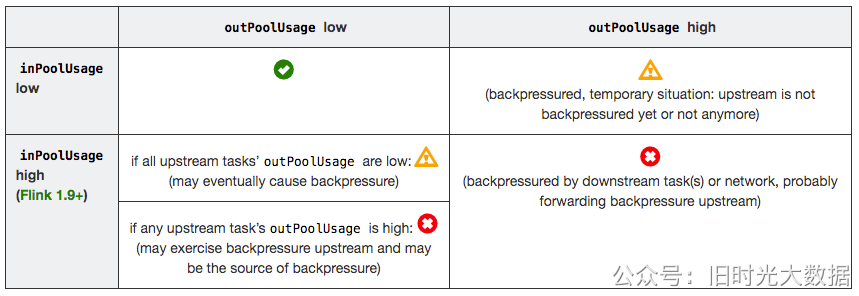 outPoolUsage low
outPoolUsage high
inPoolUsage
low
(backpressured, temporary situation: upstream is not
backpressured yet or not anymore)
inPoolUsage
high
(Flink 1.9+)
if all upstream tasks’ outPoolUsage are low:
(may eventually cause backpressure)
if any upstream task’s outPoolUsage is high:
(may exercise backpressure upstream and may
be the source of backpressure)
(backpressured by downstream task(s) or network, probably
forwarding backpressure upstream)
公众号：旧时光大数据